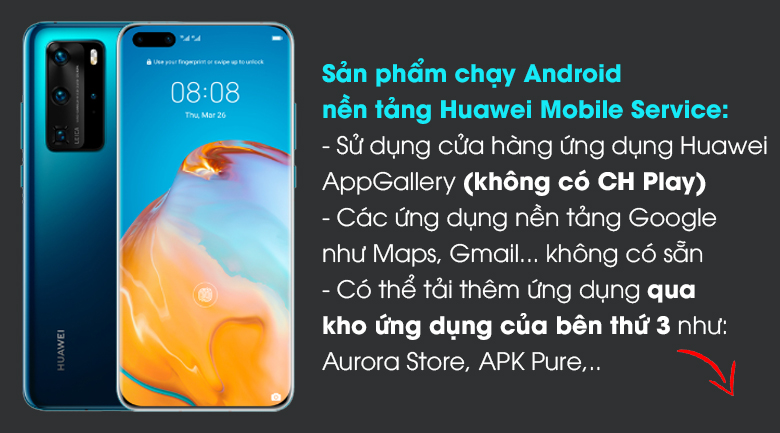 LEICA
HUAWEI
Use your fingerprint or swipe up to unlock
08:08
Thu, Mar 26
Sản phẩm chạy Android
nền tảng Huawei Mobile Service:
- Sử dụng cửa hàng ứng dụng Huawei
AppGallery (không có CH Play)
- Các ứng dụng nền tảng Google
như Maps, Gmail... không có sẵn
- Có thể tải thêm ứng dụng qua
kho ứng dụng của bên thứ 3 như:
Aurora Store, APK Pure,..